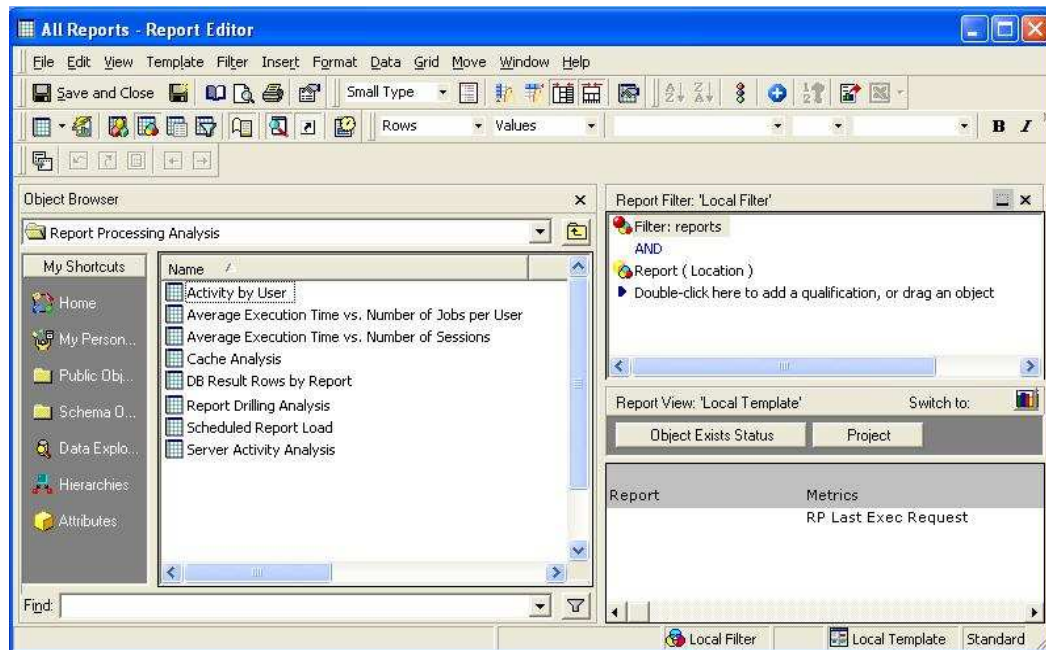 All Reports - Report Editor
File Edit View Template Filter Insert Format Data Grid Move Window Help
Save and Close Small Type
Rows Values B I
Object Browser
Report Processing Analysis
My Shortcuts
Home
My Person...
Public Obj...
Schema O...
Data Explo...
Hierarchies
Attributes
Name
Activity by User
Average Execution Time vs. Number of Jobs per User
Average Execution Time vs. Number of Sessions
Cache Analysis
DB Result Rows by Report
Report Drilling Analysis
Scheduled Report Load
Server Activity Analysis
Find:
Report Filter: 'Local Filter'
Filter: reports
AND
Report ( Location )
Double-click here to add a qualification, or drag an object
Report View: 'Local Template' Switch to:
Object Exists Status Project
Report Metrics
RP Last Exec Request
Local Filter Local Template Standard